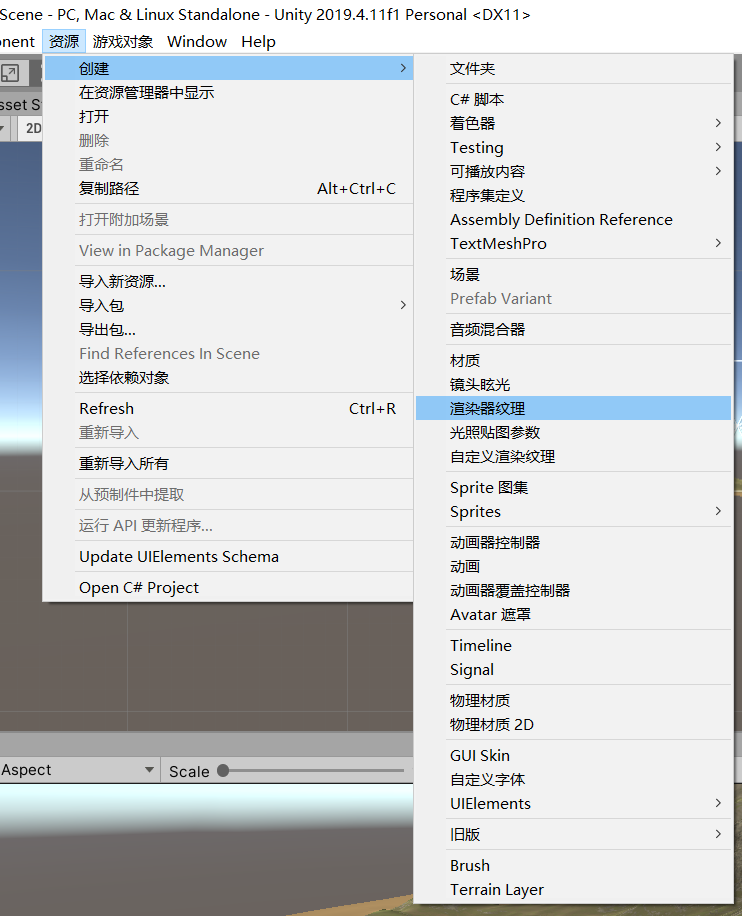 Scene - PC, Mac & Linux Standalone - Unity 2019.4.11f1 Personal <DX11>
nent 资源 游戏对象 Window Help
sset S
2D
创建
在资源管理器中显示
打开
删除
重命名
复制路径 Alt+Ctrl+C
打开附加场景
View in Package Manager
导入新资源...
导入包
导出包...
Find References In Scene
选择依赖对象
Refresh Ctrl+R
重新导入
重新导入所有
从预制件中提取
运行 API 更新程序...
Update UIElements Schema
Open C# Project
文件夹
C# 脚本
着色器
Testing
可播放内容
程序集定义
Assembly Definition Reference
TextMeshPro
场景
Prefab Variant
音频混合器
材质
镜头眩光
渲染器纹理
光照贴图参数
自定义渲染纹理
Sprite 图集
Sprites
动画器控制器
动画
动画器覆盖控制器
Avatar 遮罩
Timeline
Signal
物理材质
物理材质 2D
GUI Skin
自定义字体
UIElements
旧版
Brush
Terrain Layer
Aspect
Scale